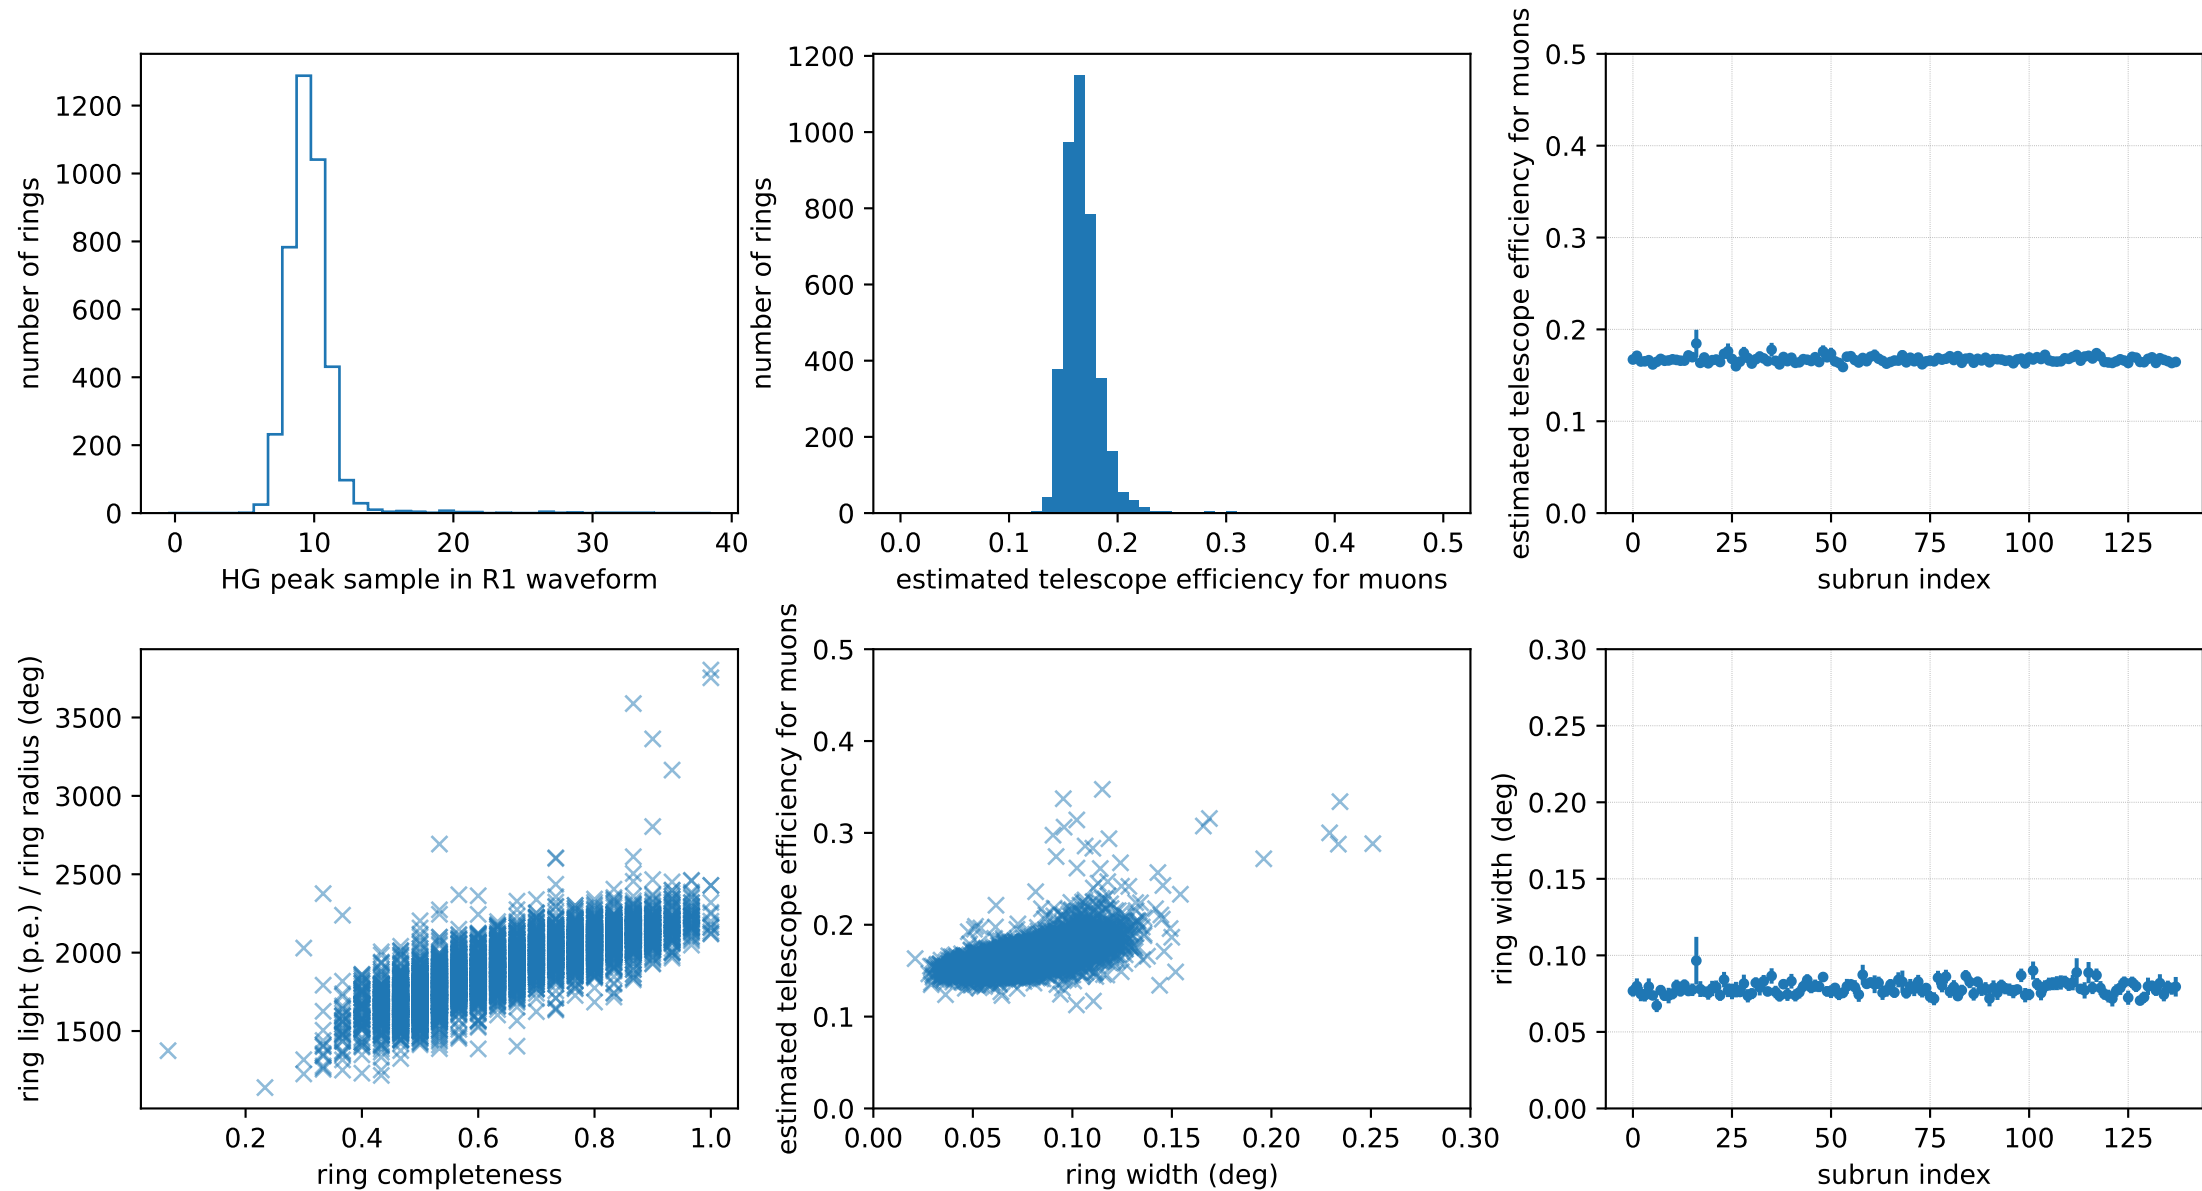 number of rings
1200
1000
800
600
400
200
0
0 10 20 30 40
HG peak sample in R1 waveform
number of rings
1200
1000
800
600
400
200
0
0.0 0.1 0.2 0.3 0.4 0.5
estimated telescope efficiency for muons
estimated telescope efficiency for muons
0.5
0.4
0.3
0.2
0.1
0.0
0 25 50 75 100 125
subrun index
ring light (p.e.) / ring radius (deg)
3500
3000
2500
2000
1500
0.2 0.4 0.6 0.8 1.0
ring completeness
estimated telescope efficiency for muons
0.5
0.4
0.3
0.2
0.1
0.0
0.00 0.05 0.10 0.15 0.20 0.25 0.30
ring width (deg)
ring width (deg)
0.30
0.25
0.20
0.15
0.10
0.05
0.00
0 25 50 75 100 125
subrun index